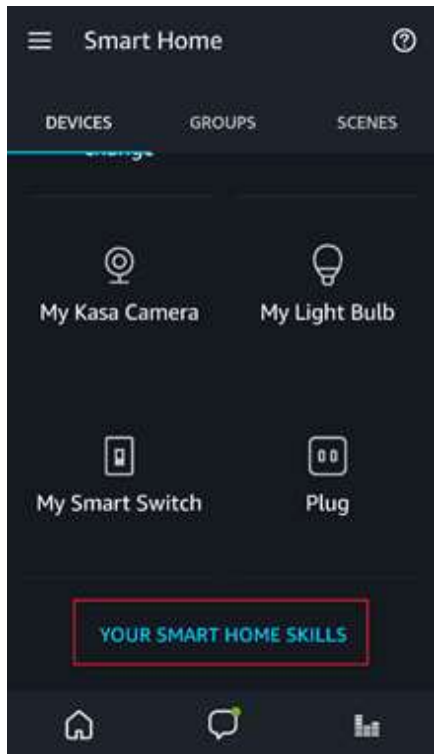 Smart Home
DEVICES GROUPS SCENES
My Kasa Camera My Light Bulb
My Smart Switch Plug
YOUR SMART HOME SKILLS